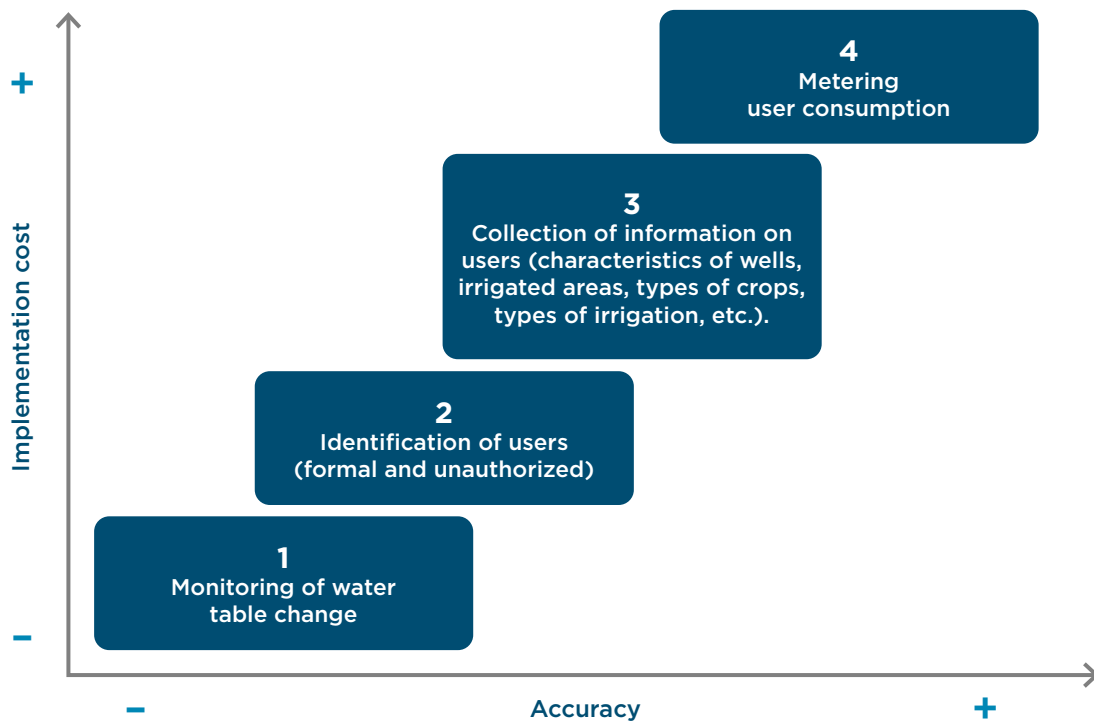 +
4
Metering
user consumption
3
Collection of information on
users (characteristics of wells,
irrigated areas, types of crops,
types of irrigation, etc.).
Implementation cost
2
Identification of users
(formal and unauthorized)
1
Monitoring of water
table change
–
–
Accuracy
+